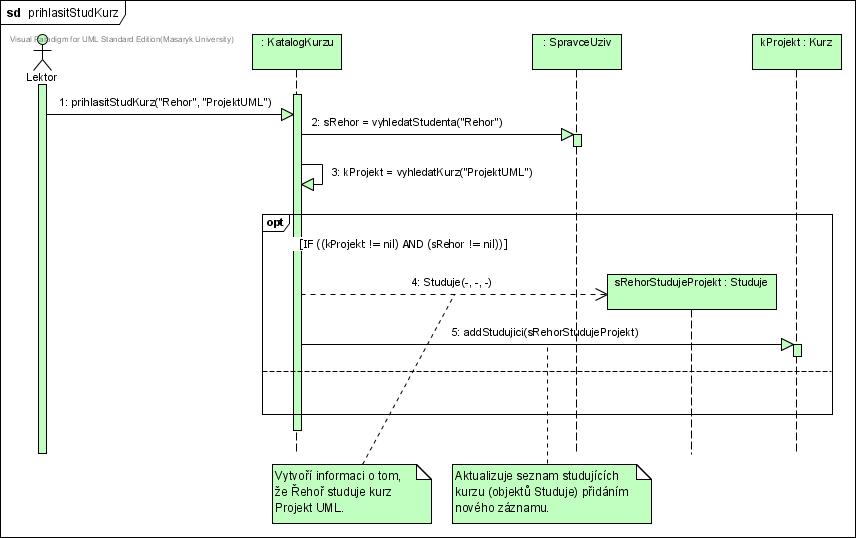 sd prihlasitStudKurz
Visual Paradigm for UML Standard Edition(Masaryk University)
: KatalogKurzu
: SpravceUziv
kProjekt : Kurz
Lektor
1: prihlasitStudKurz("Rehor", "ProjektUML")
2: sRehor = vyhledatStudenta("Rehor")
3: kProjekt = vyhledatKurz("ProjektUML")
opt
[IF ((kProjekt != nil) AND (sRehor != nil))]
4: Studuje(-, -, -)
sRehorStudujeProjekt : Studuje
5: addStudujici(sRehorStudujeProjekt)
Vytvoří informaci o tom,
že Řehoř studuje kurz
Projekt UML.
Aktualizuje seznam studujících
kurzu (objektů Studuje) přidáním
nového záznamu.